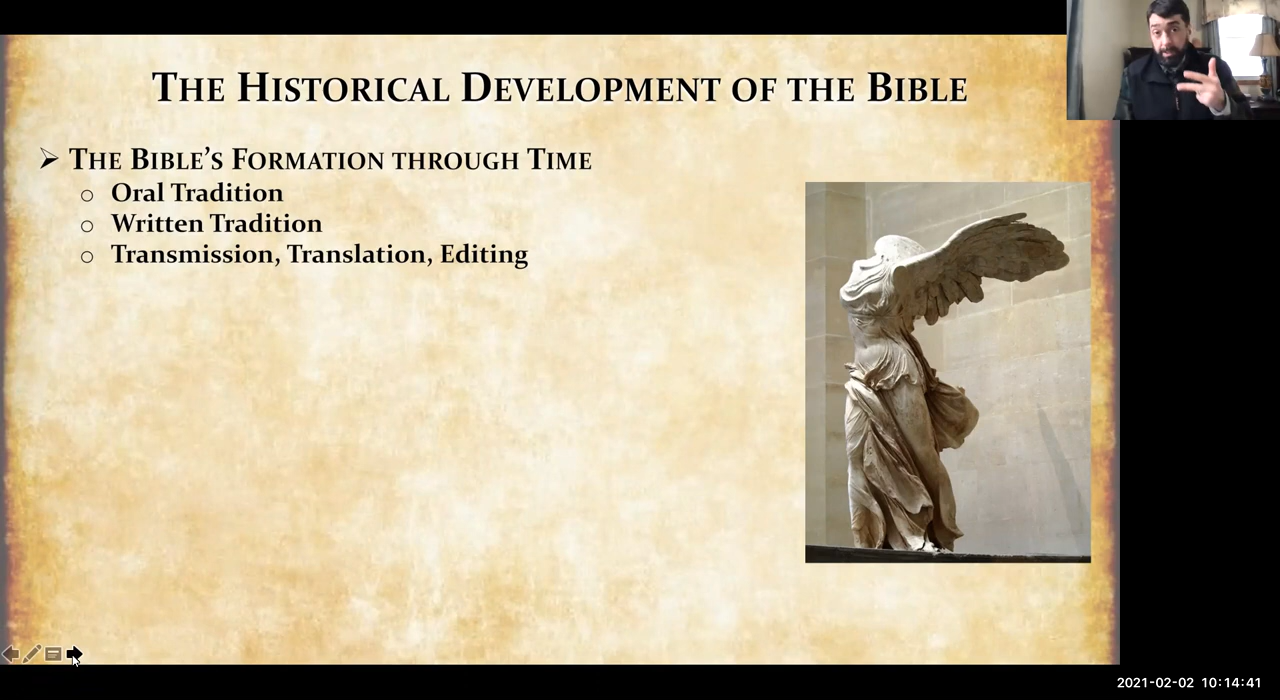 The Historical Development of the Bible
➢ The Bible’s Formation through Time
○ Oral Tradition
○ Written Tradition
○ Transmission, Translation, Editing
2021-02-02 10:14:41